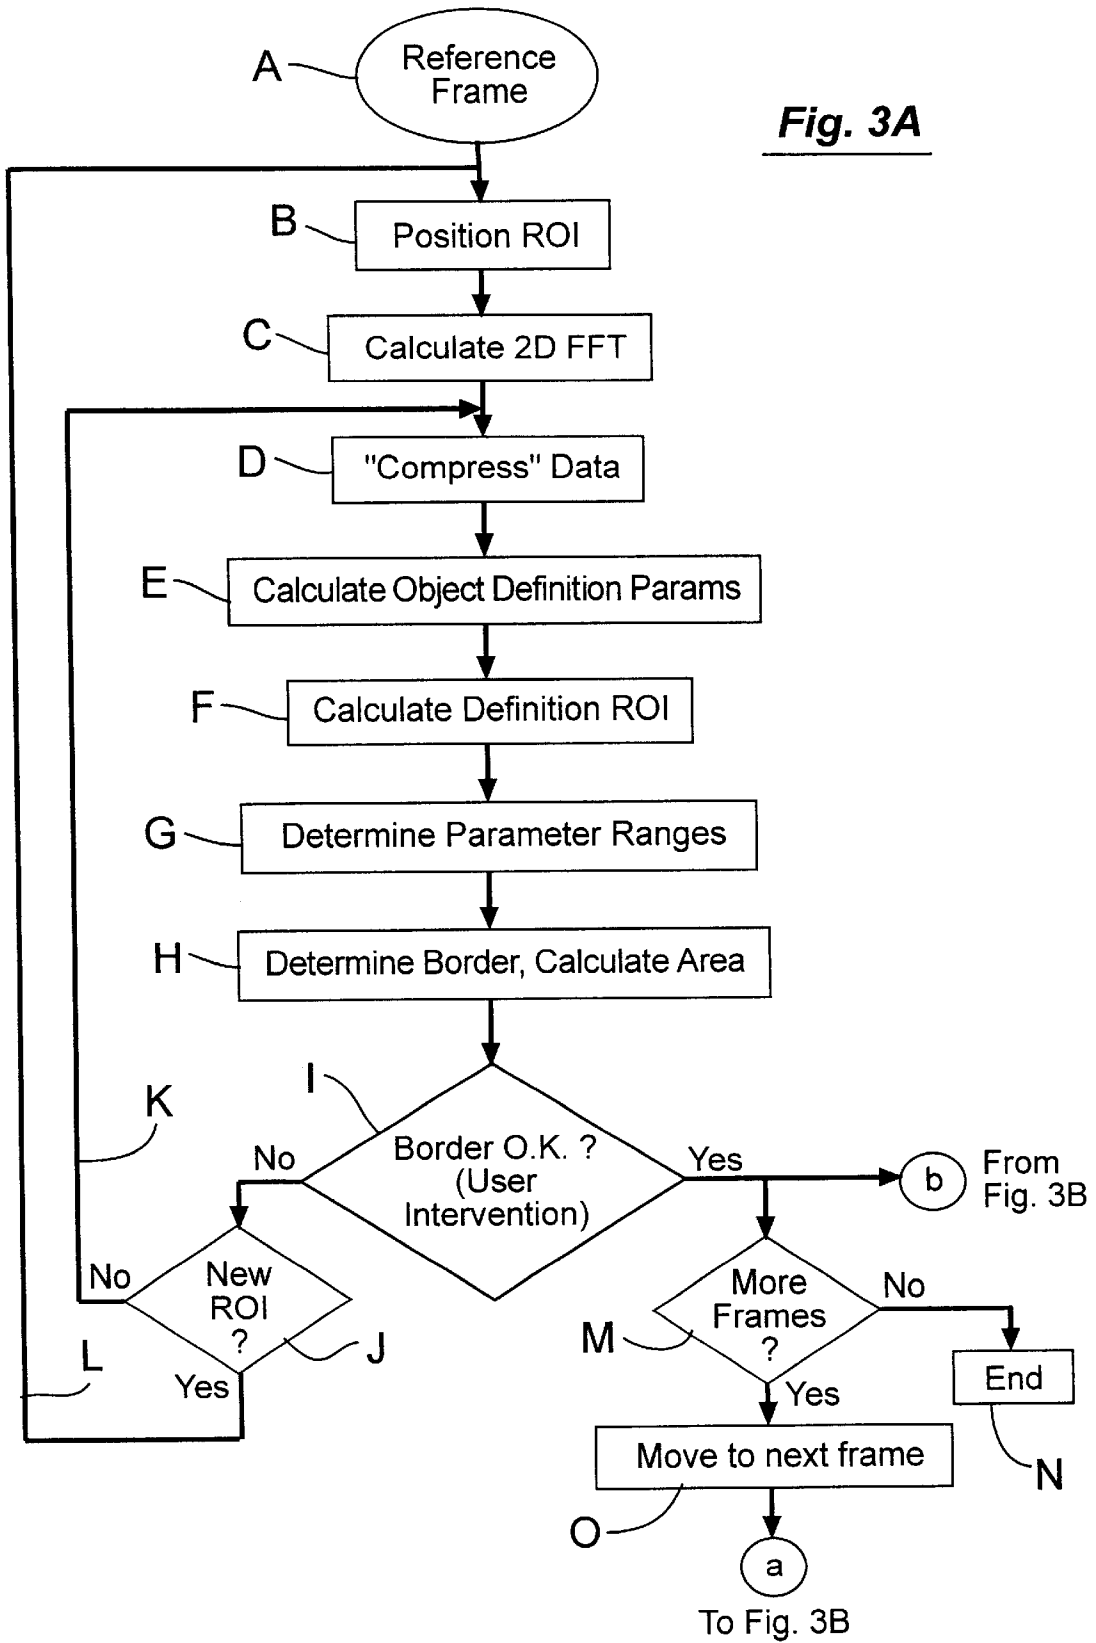 A
Reference
Frame
Fig. 3A
B
Position ROI
C
Calculate 2D FFT
D
"Compress" Data
E
Calculate Object Definition Params
F
Calculate Definition ROI
G
Determine Parameter Ranges
H
Determine Border, Calculate Area
I
K
No
Border O.K. ?
(User
Intervention)
Yes
b
From
Fig. 3B
No
New
ROI
?
J
L
Yes
More
Frames
?
M
No
End
N
Yes
Move to next frame
O
a
To Fig. 3B